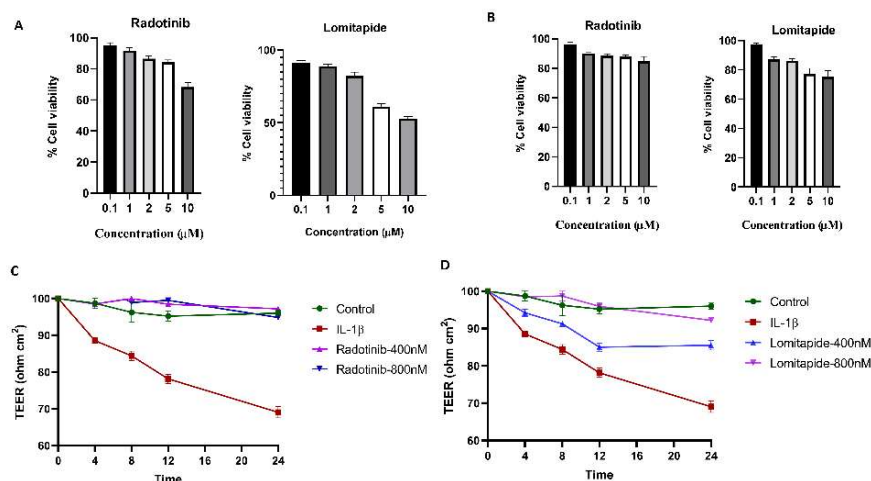 A
Radotinib
% Cell viability
100
80
60
40
20
0
0.1 1 2 5 10
Concentration (µM)
Lomitapide
% Cell viability
100
50
0
0.1 1 2 5 10
Concentration (µM)
B
Radotinib
% Cell viability
100
80
60
40
20
0
0.1 1 2 5 10
Concentration (µM)
Lomitapide
% Cell viability
100
80
60
40
20
0
0.1 1 2 5 10
Concentration (µM)
C
TEER (ohm cm²)
100
90
80
70
60
0 4 8 12 16 20 24
Time
Control
IL-1β
Radotinib-400nM
Radotinib-800nM
D
TEER (ohm cm²)
100
90
80
70
60
0 4 8 12 16 20 24
Time
Control
IL-1β
Lomitapide-400nM
Lomitapide-800nM